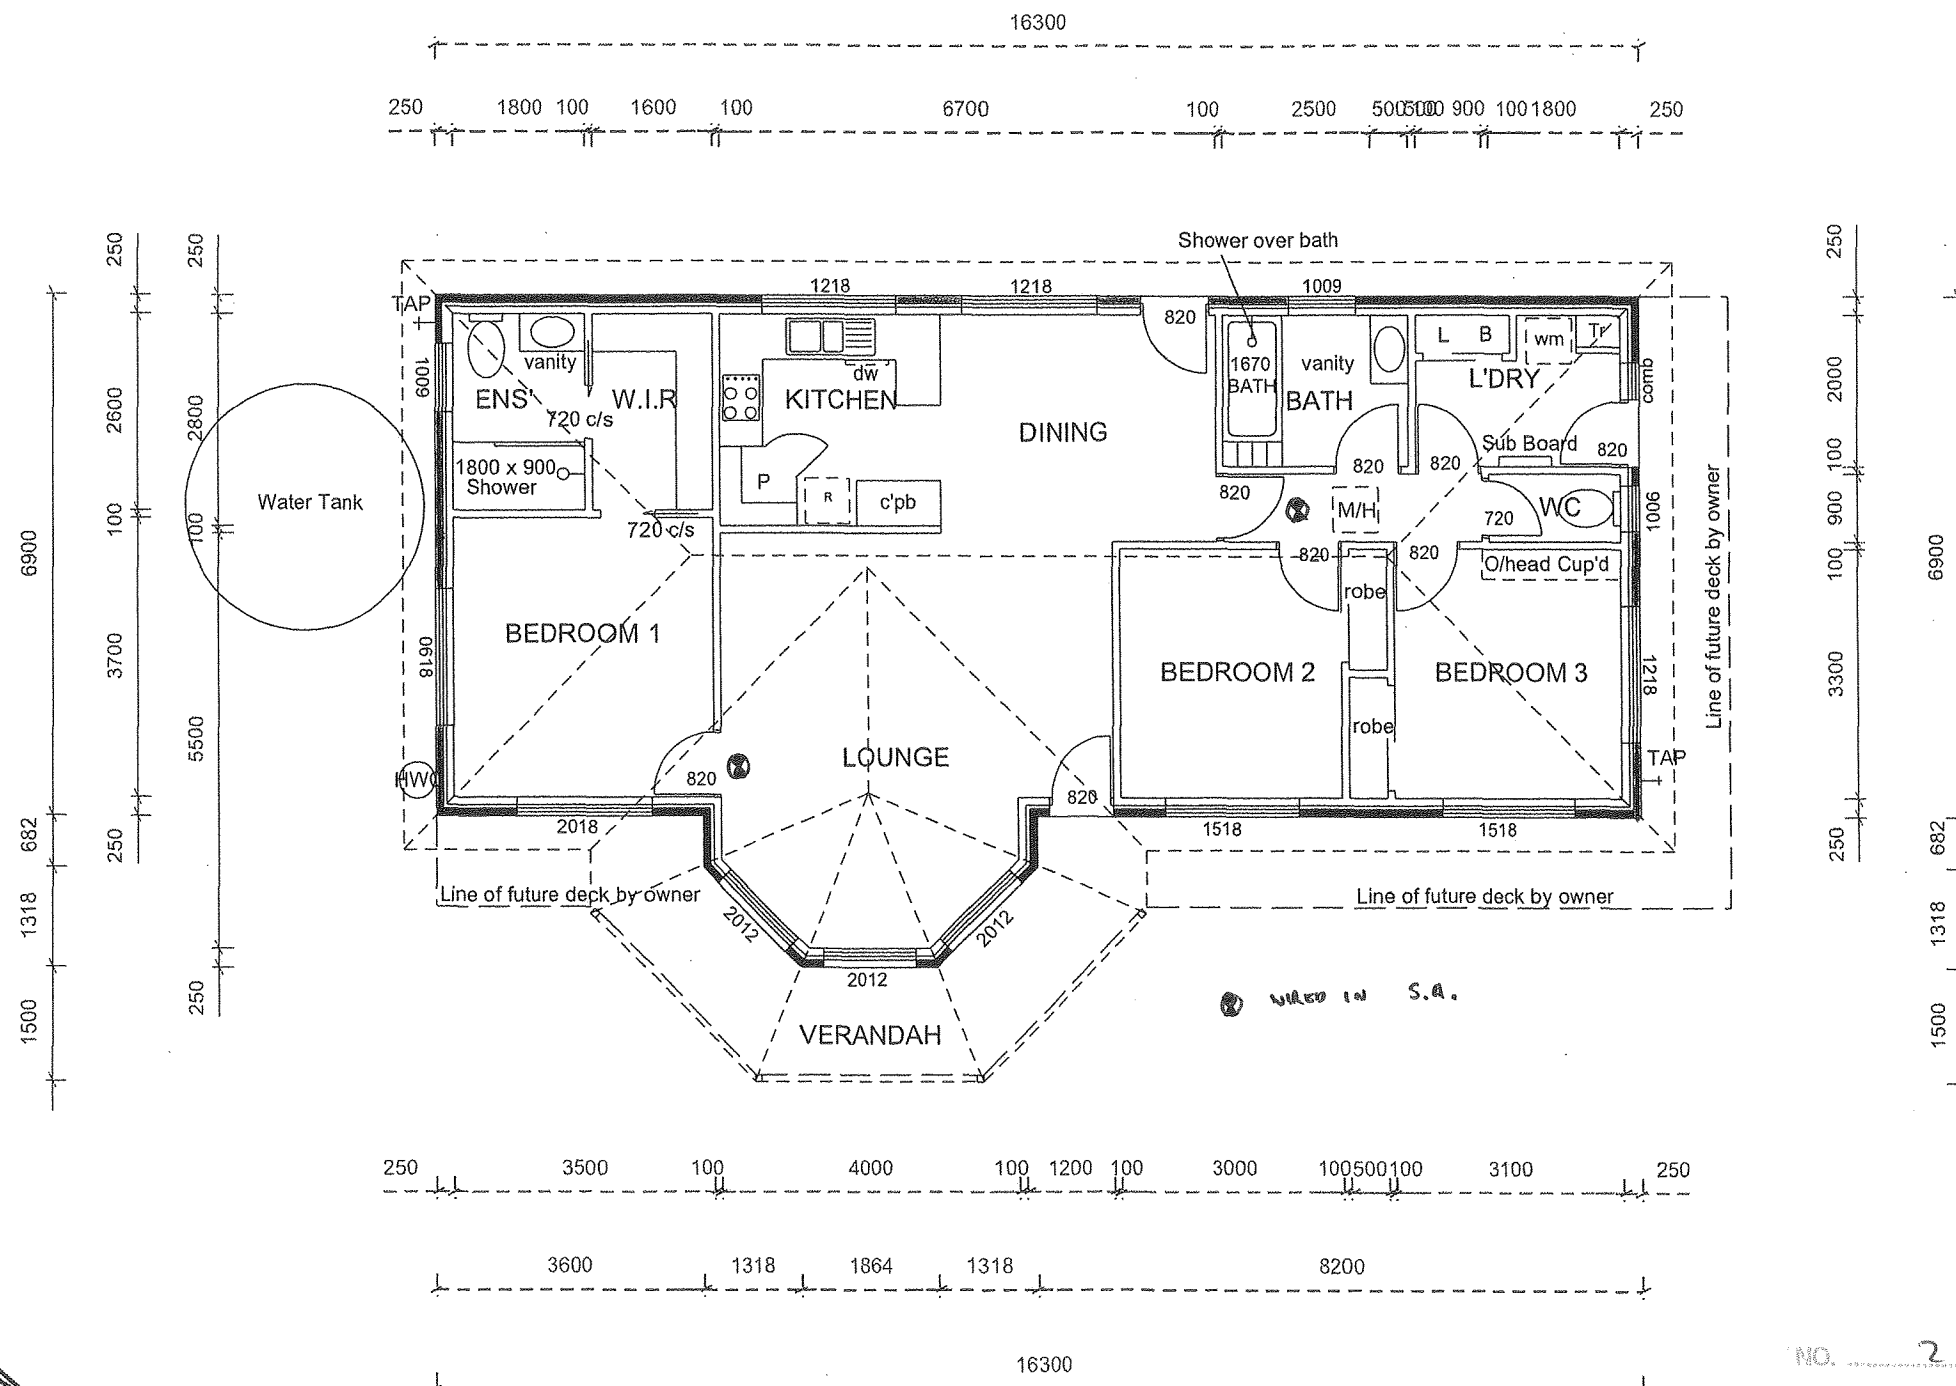 16300
250 1800 100 1600 100 6700 100 2500 500 100 900 100 1800 250
Shower over bath
1218 1218 1009
TAP
820
vanity
1009
ENS'
W.I.R
720 c/s
1800 x 900
Shower
720 c/s
dw
KITCHEN
P
R
c'pb
DINING
1670
BATH
vanity
BATH
820
820
820
L B
wm
Tr
L'DRY
comb
Sub Board
820
M/H
WC
720
9001
820
820
O/head Cup'd
Water Tank
BEDROOM 1
0618
HWC
820
2018
LOUNGE
820
BEDROOM 2
robe
robe
BEDROOM 3
1218
TAP
1518
1518
Line of future deck by owner
Line of future deck by owner
Line of future deck by owner
2012
2012
2012
VERANDAH
WIRED IN S.A.
6900
682
1318
1500
250
2600
100
3700
250
250
2800
100
5500
250
250
2000
100
900
100
3300
250
6900
682
1318
1500
250 3500 100 4000 100 1200 100 3000 100 500 100 3100 250
3600 1318 1864 1318 8200
16300
NO. 2